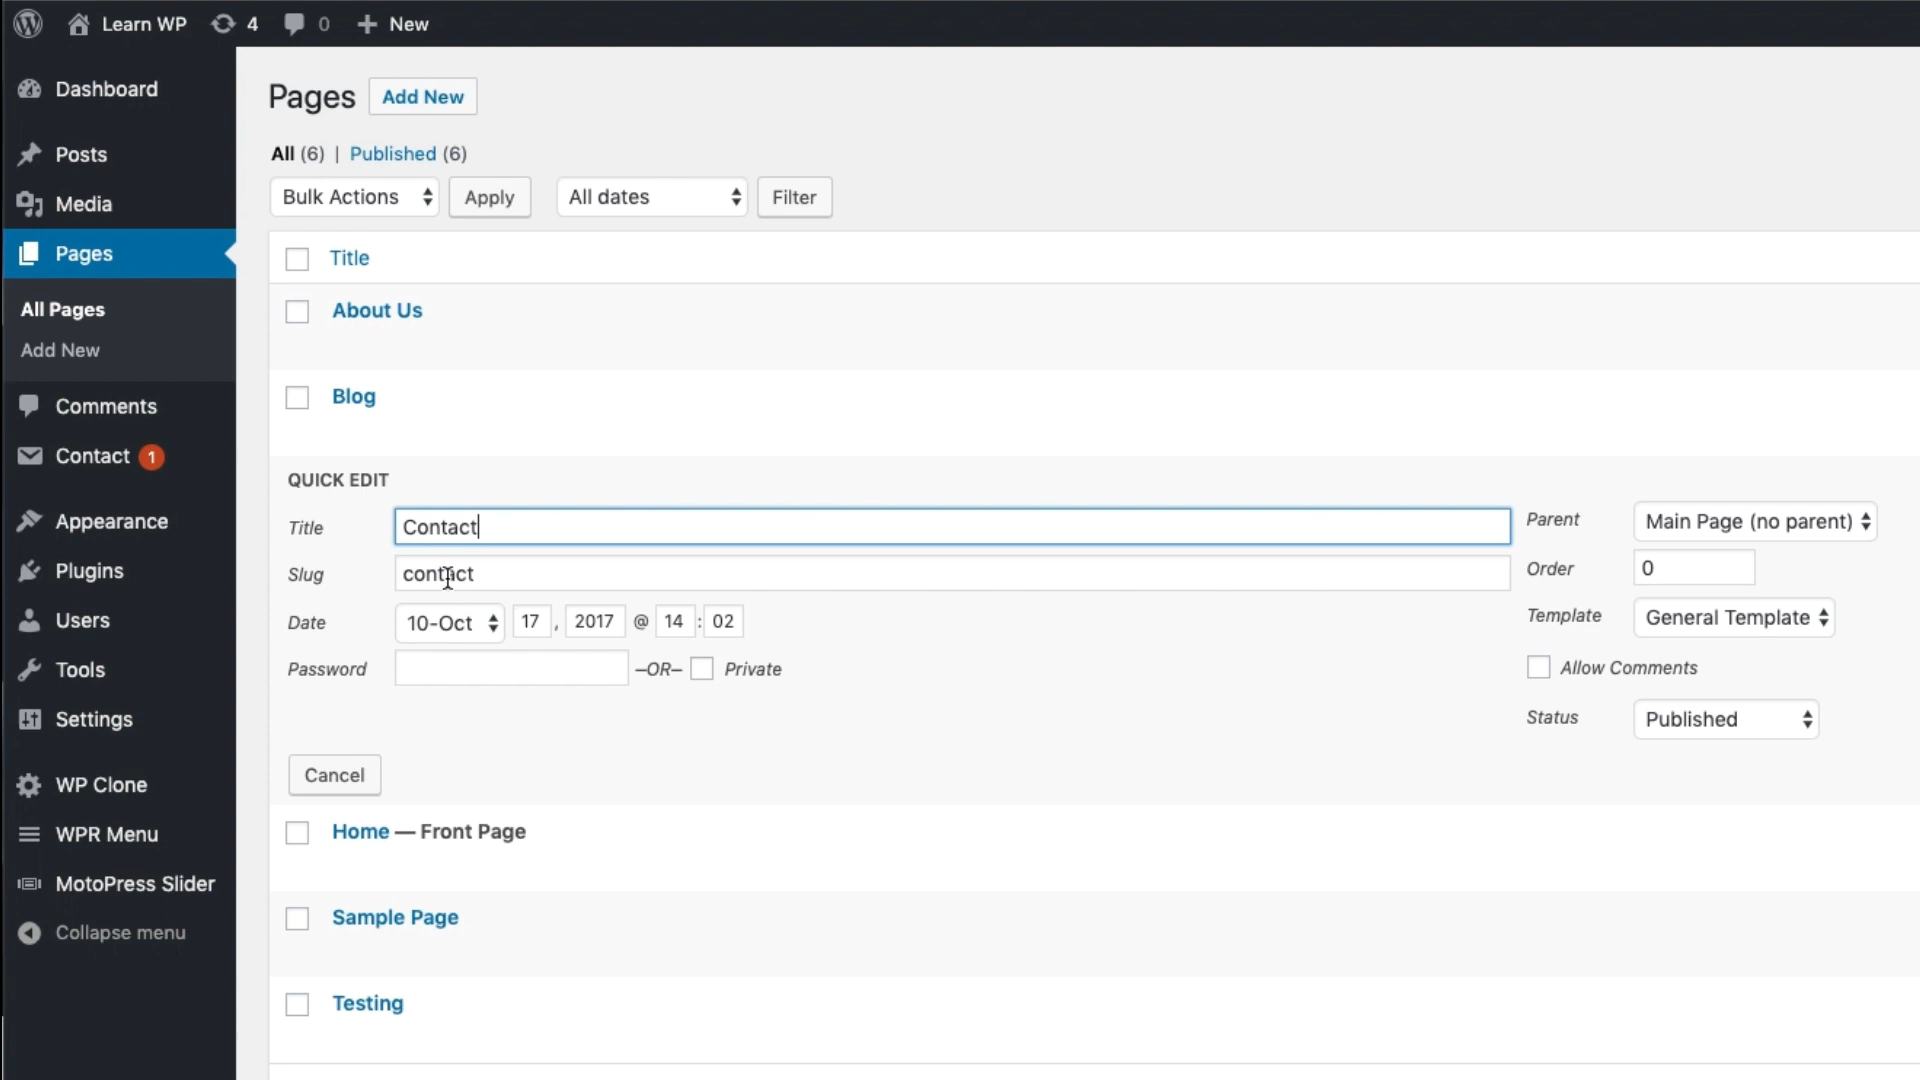 Learn WP 4 0 + New
Dashboard
Posts
Media
Pages
All Pages
Add New
Comments
Contact 1
Appearance
Plugins
Users
Tools
Settings
WP Clone
WPR Menu
MotoPress Slider
Collapse menu
Pages Add New
All (6) | Published (6)
Bulk Actions Apply All dates Filter
Title
About Us
Blog
QUICK EDIT
Title Contact
Slug contact
Date 10-Oct 17 , 2017 @ 14 : 02
Password –OR– Private
Parent Main Page (no parent)
Order 0
Template General Template
Allow Comments
Status Published
Cancel
Home — Front Page
Sample Page
Testing